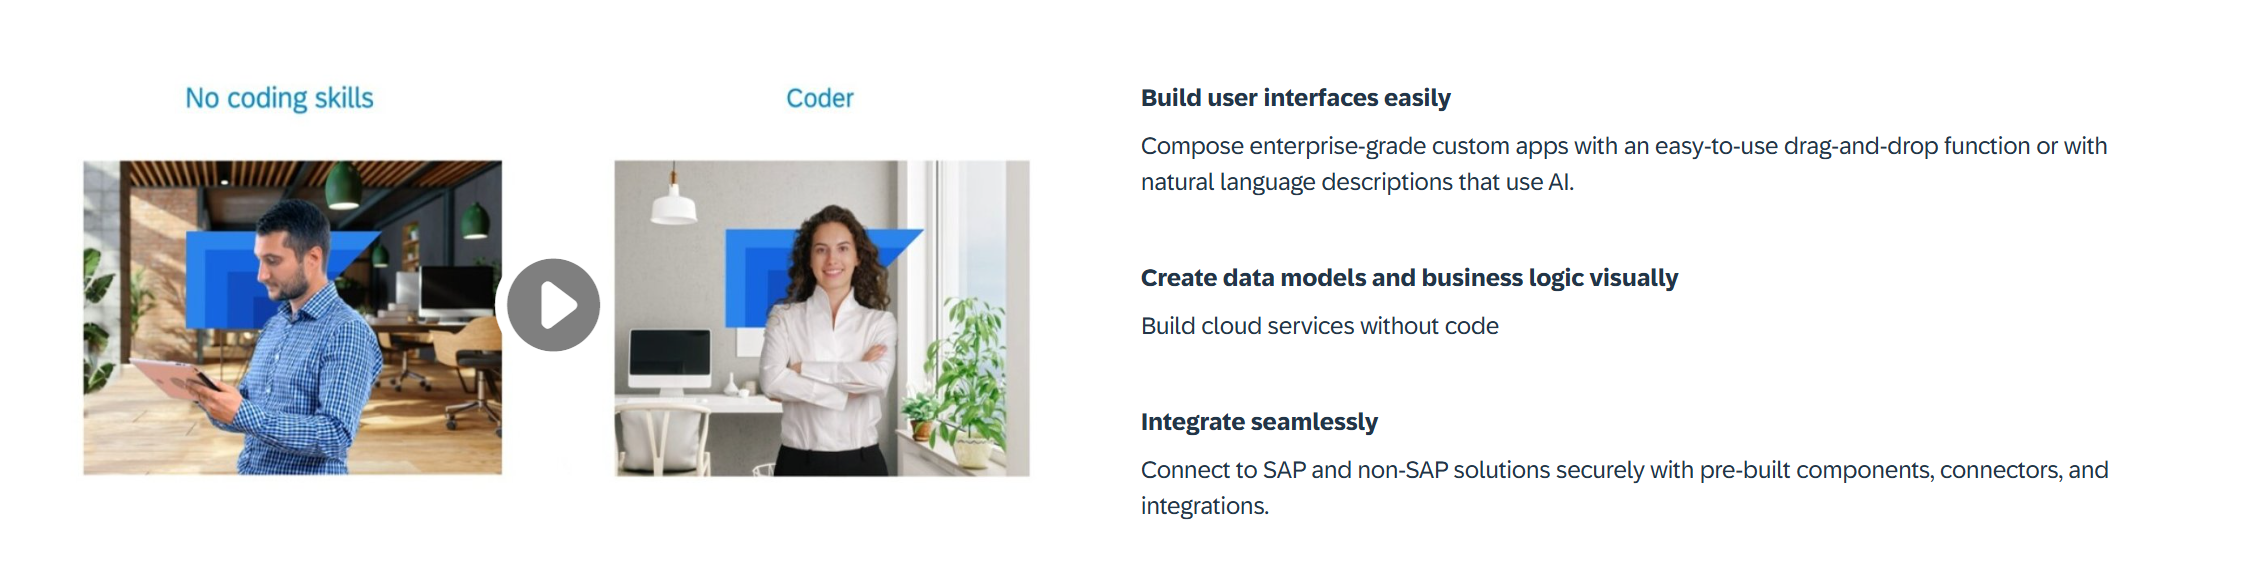 No coding skills
Coder
Build user interfaces easily
Compose enterprise-grade custom apps with an easy-to-use drag-and-drop function or with
natural language descriptions that use AI.
Create data models and business logic visually
Build cloud services without code
Integrate seamlessly
Connect to SAP and non-SAP solutions securely with pre-built components, connectors, and
integrations.